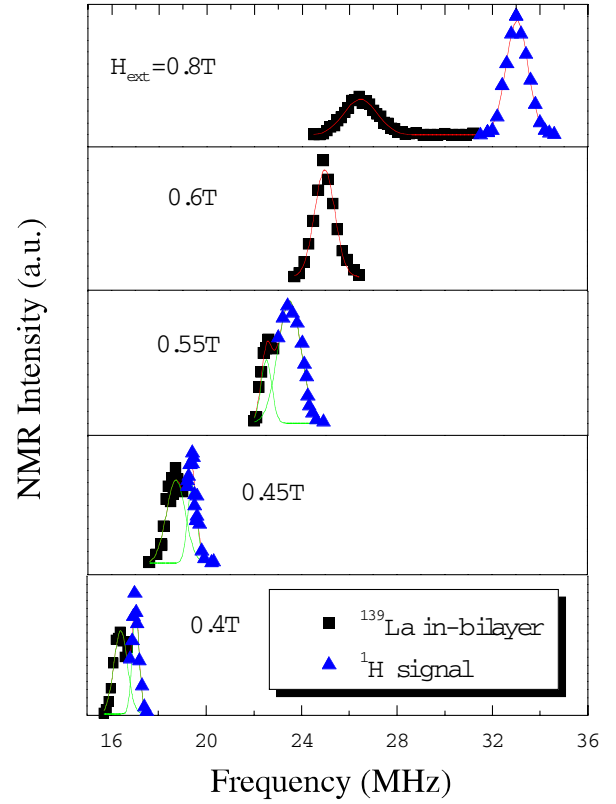 H_ext=0.8T
0.6T
0.55T
0.45T
0.4T
¹³⁹La in-bilayer
¹H signal
NMR Intensity (a.u.)
16 20 24 28 32 36
Frequency (MHz)